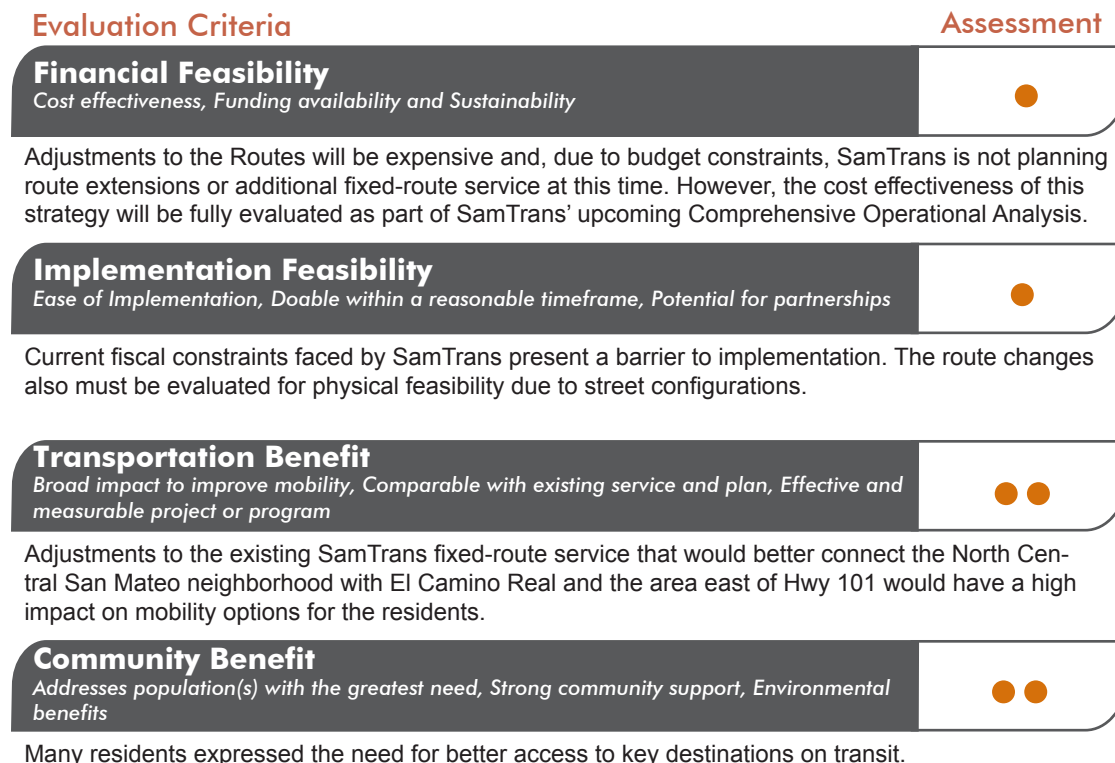 Evaluation Criteria
Assessment
Financial Feasibility
Cost effectiveness, Funding availability and Sustainability
Adjustments to the Routes will be expensive and, due to budget constraints, SamTrans is not planning
route extensions or additional fixed-route service at this time. However, the cost effectiveness of this
strategy will be fully evaluated as part of SamTrans’ upcoming Comprehensive Operational Analysis.
Implementation Feasibility
Ease of Implementation, Doable within a reasonable timeframe, Potential for partnerships
Current fiscal constraints faced by SamTrans present a barrier to implementation. The route changes
also must be evaluated for physical feasibility due to street configurations.
Transportation Benefit
Broad impact to improve mobility, Comparable with existing service and plan, Effective and
measurable project or program
Adjustments to the existing SamTrans fixed-route service that would better connect the North Cen-
tral San Mateo neighborhood with El Camino Real and the area east of Hwy 101 would have a high
impact on mobility options for the residents.
Community Benefit
Addresses population(s) with the greatest need, Strong community support, Environmental
benefits
Many residents expressed the need for better access to key destinations on transit.